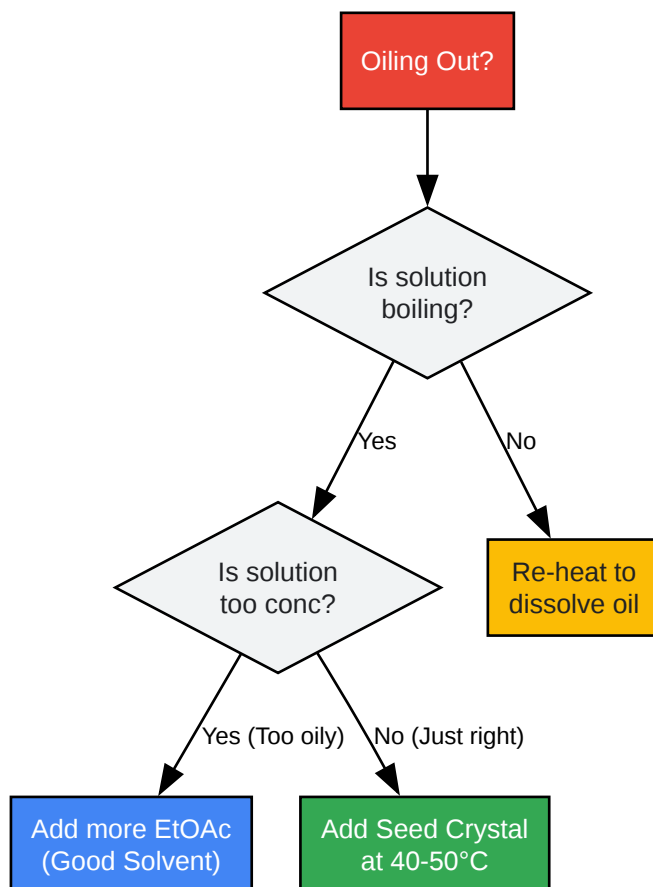 Oiling Out?
Is solution
boiling?
Yes
No
Is solution
too conc?
Re-heat to
dissolve oil
Yes (Too oily)
No (Just right)
Add more EtOAc
(Good Solvent)
Add Seed Crystal
at 40-50°C